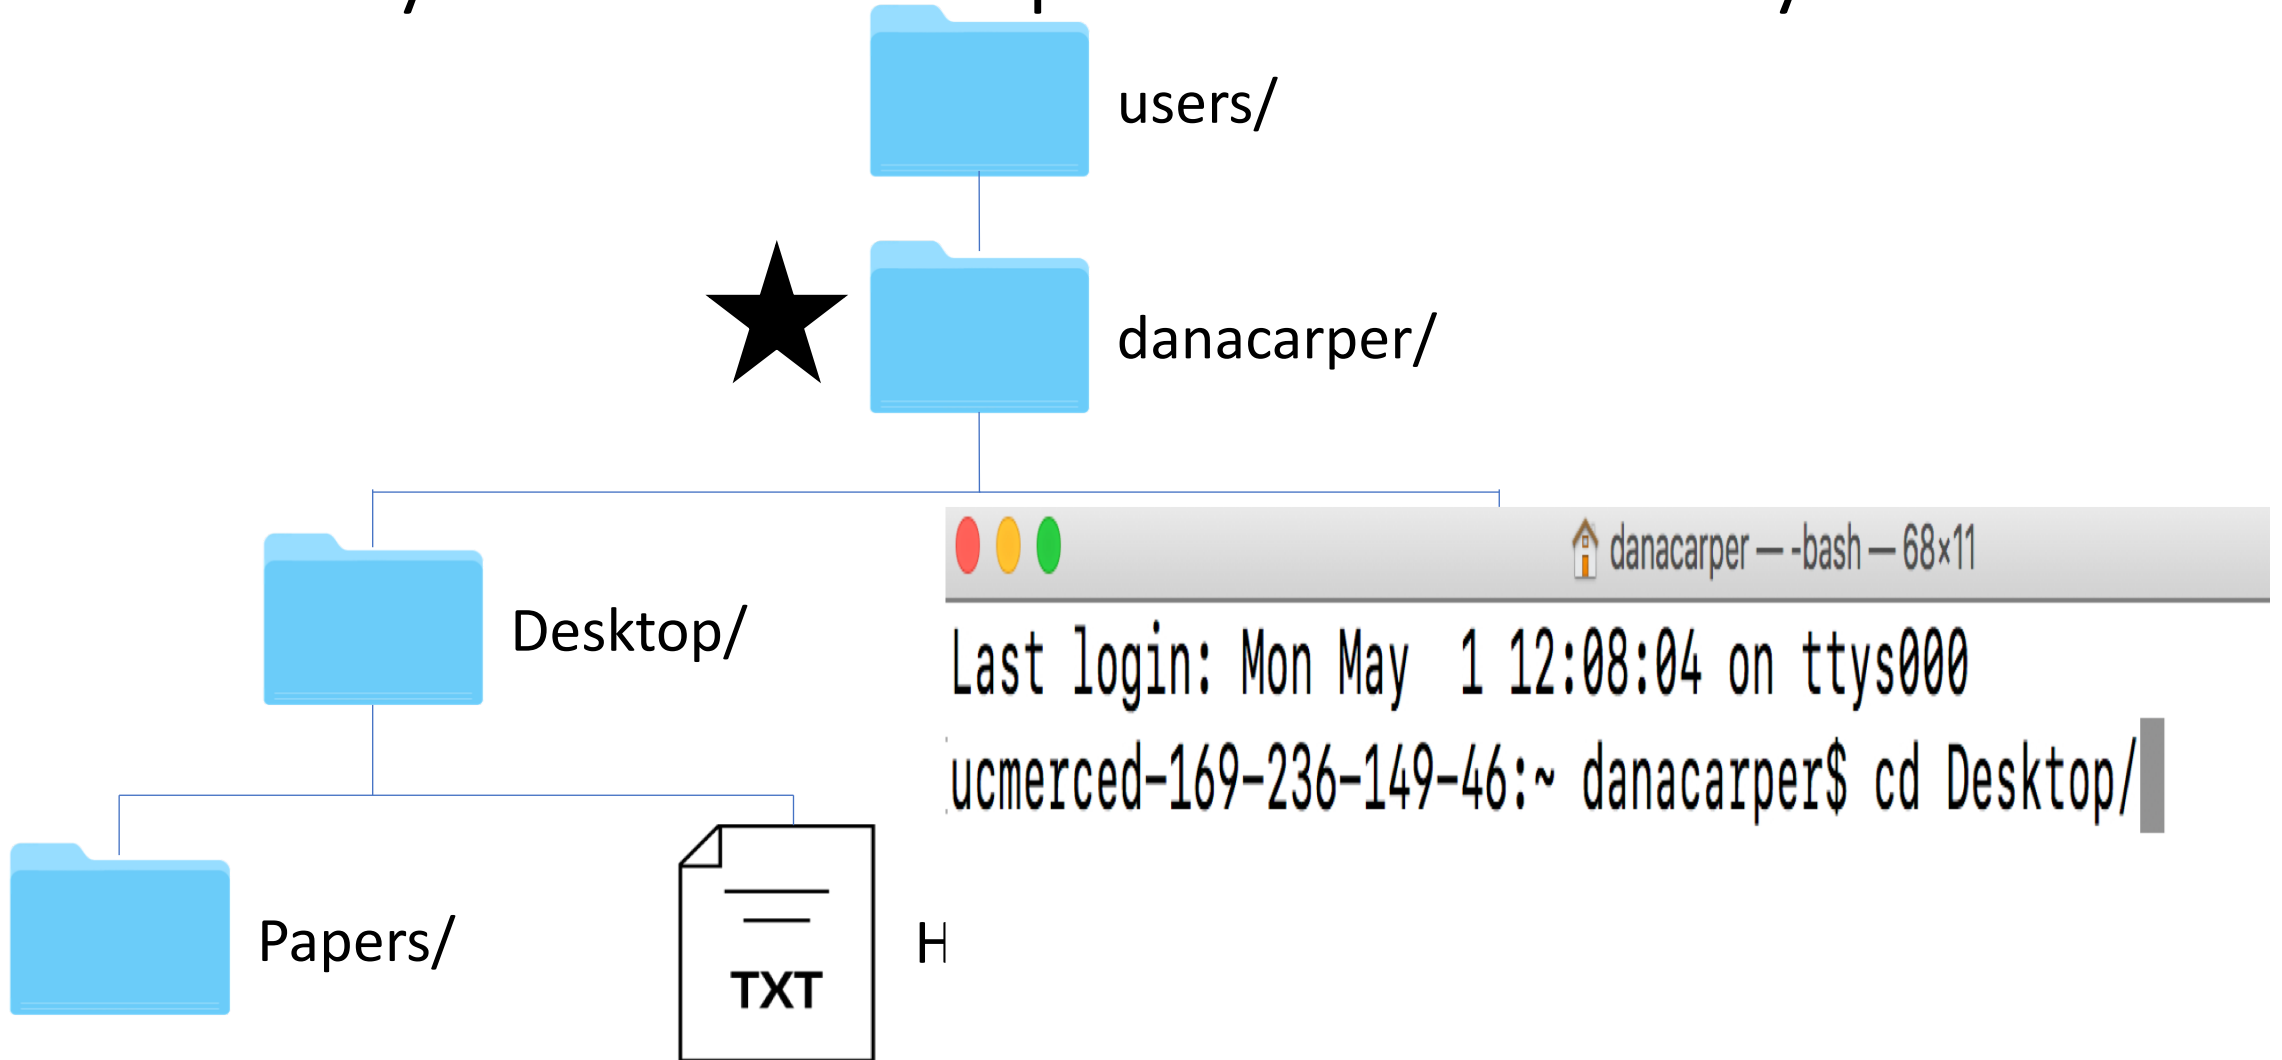 users/
danacarper/
danacarper — -bash — 68×11
Desktop/
Last login: Mon May  1 12:08:04 on ttys000
ucmerced-169-236-149-46:~ danacarper$ cd Desktop/
Papers/
H
TXT